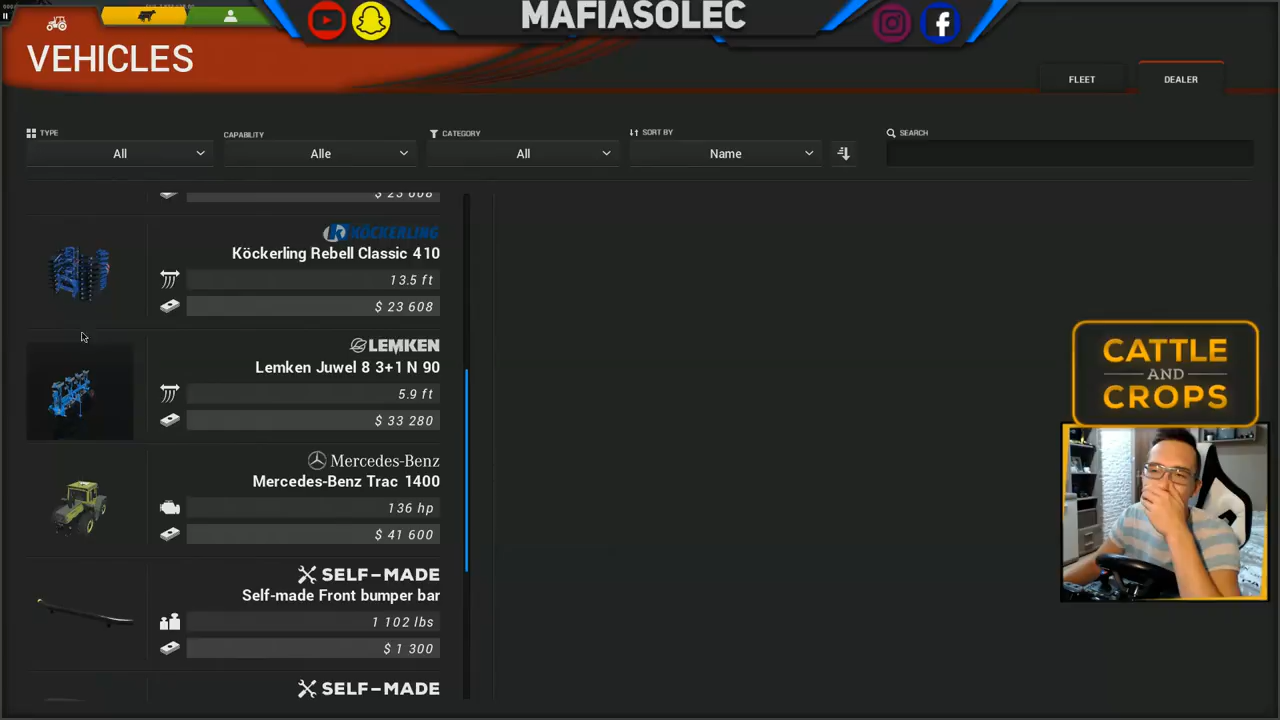 MAFIASOLEC
VEHICLES
FLEET
DEALER
TYPE
CAPABILITY
CATEGORY
SORT BY
SEARCH
All
Alle
All
Name
$ 23 608
KÖCKERLING
Köckerling Rebell Classic 410
13.5 ft
$ 23 608
LEMKEN
Lemken Juwel 8 3+1 N 90
5.9 ft
$ 33 280
Mercedes-Benz
Mercedes-Benz Trac 1400
136 hp
$ 41 600
SELF-MADE
Self-made Front bumper bar
1 102 lbs
$ 1 300
SELF-MADE
CATTLE
AND
CROPS